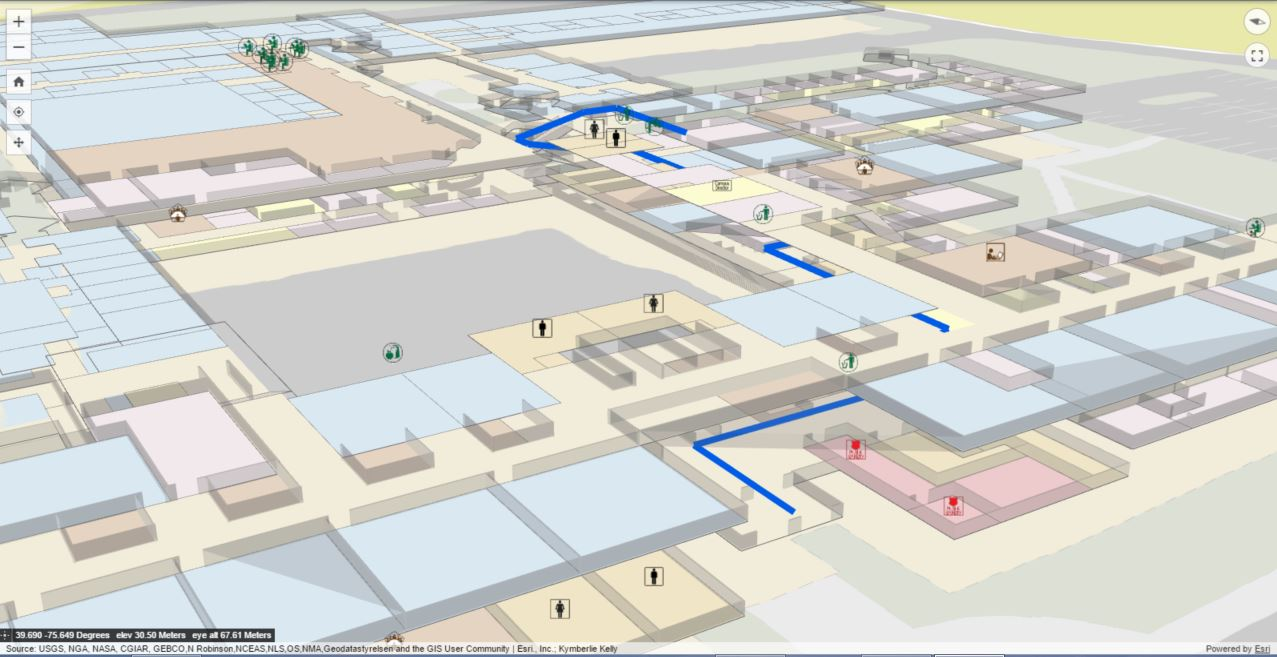 Campus
Director
39.690 -75.649 Degrees elev 30.50 Meters eye alt 67.61 Meters
Source: USGS, NGA, NASA, CGIAR, GEBCO,N Robinson,NCEAS,NLS,OS,NMA,Geodatastyrelsen and the GIS User Community | Esri., Inc.; Kymberlie Kelly
Powered by Esri